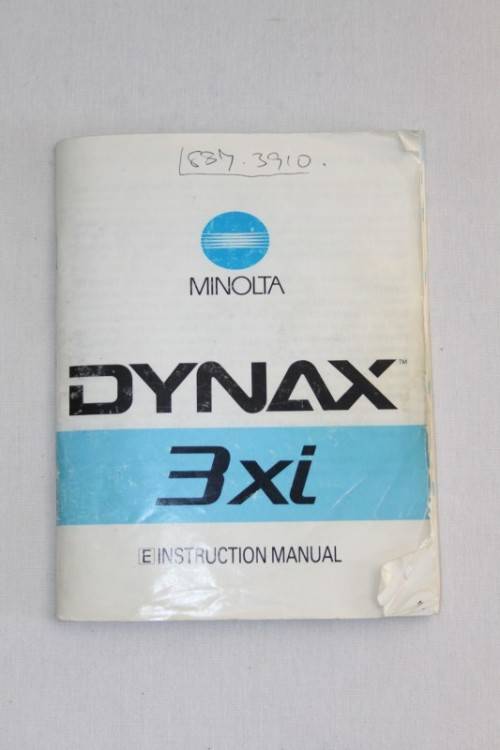 1837.3910.
MINOLTA
DYNAX™
3xi
E INSTRUCTION MANUAL